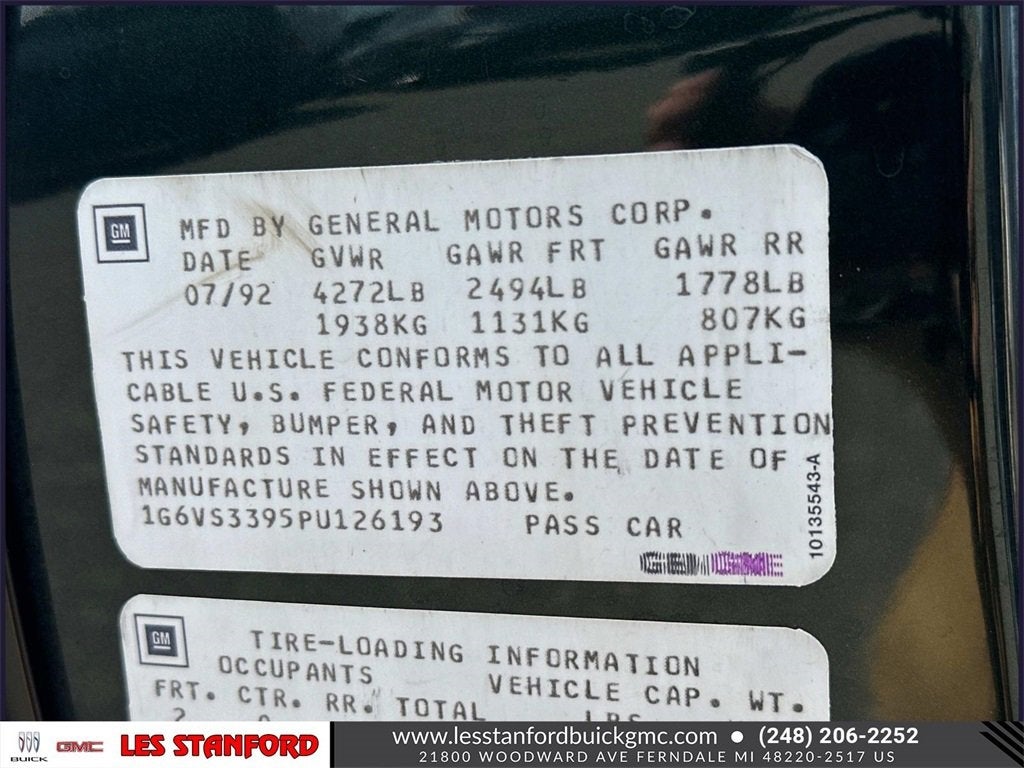 GM
MFD BY GENERAL MOTORS CORP.
DATE GVWR GAWR FRT GAWR RR
07/92 4272LB 2494LB 1778LB
1938KG 1131KG 807KG
THIS VEHICLE CONFORMS TO ALL APPLI-
CABLE U.S. FEDERAL MOTOR VEHICLE
SAFETY, BUMPER, AND THEFT PREVENTION
STANDARDS IN EFFECT ON THE DATE OF
MANUFACTURE SHOWN ABOVE.
1G6VS3395PU126193 PASS CAR
10135543-A
GM
TIRE-LOADING INFORMATION
OCCUPANTS VEHICLE CAP. WT.
FRT. CTR. RR. TOTAL
BUICK GMC LES STANFORD
www.lesstanfordbuickgmc.com • (248) 206-2252
21800 WOODWARD AVE FERNDALE MI 48220-2517 US